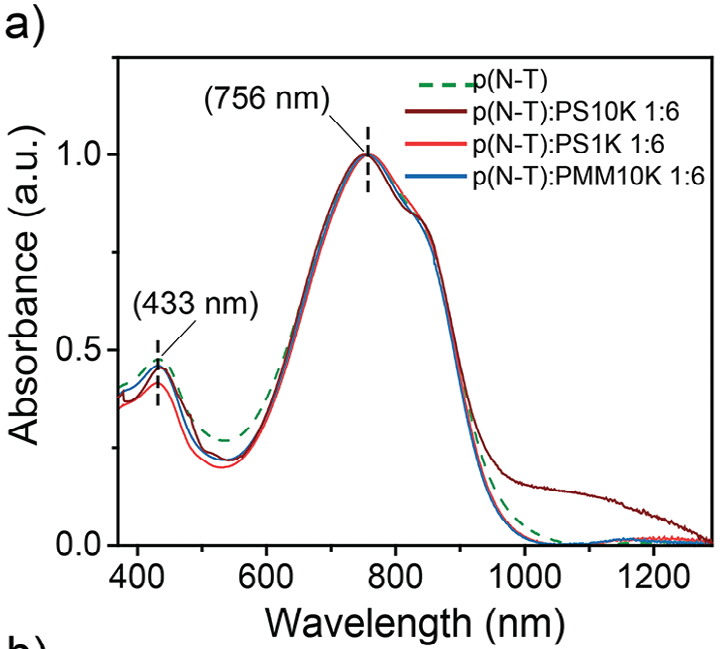 a)
(756 nm)
p(N-T)
p(N-T):PS10K 1:6
p(N-T):PS1K 1:6
p(N-T):PMM10K 1:6
(433 nm)
Absorbance (a.u.)
1.0
0.5
0.0
400 600 800 1000 1200
Wavelength (nm)
b)